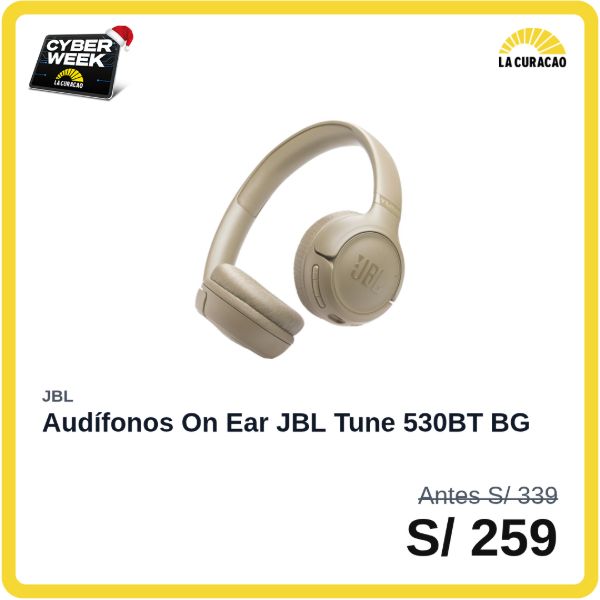 CYBER
WEEK
LA CURACAO
LA CURACAO
JBL
JBL
Audífonos On Ear JBL Tune 530BT BG
Antes S/ 339
S/ 259